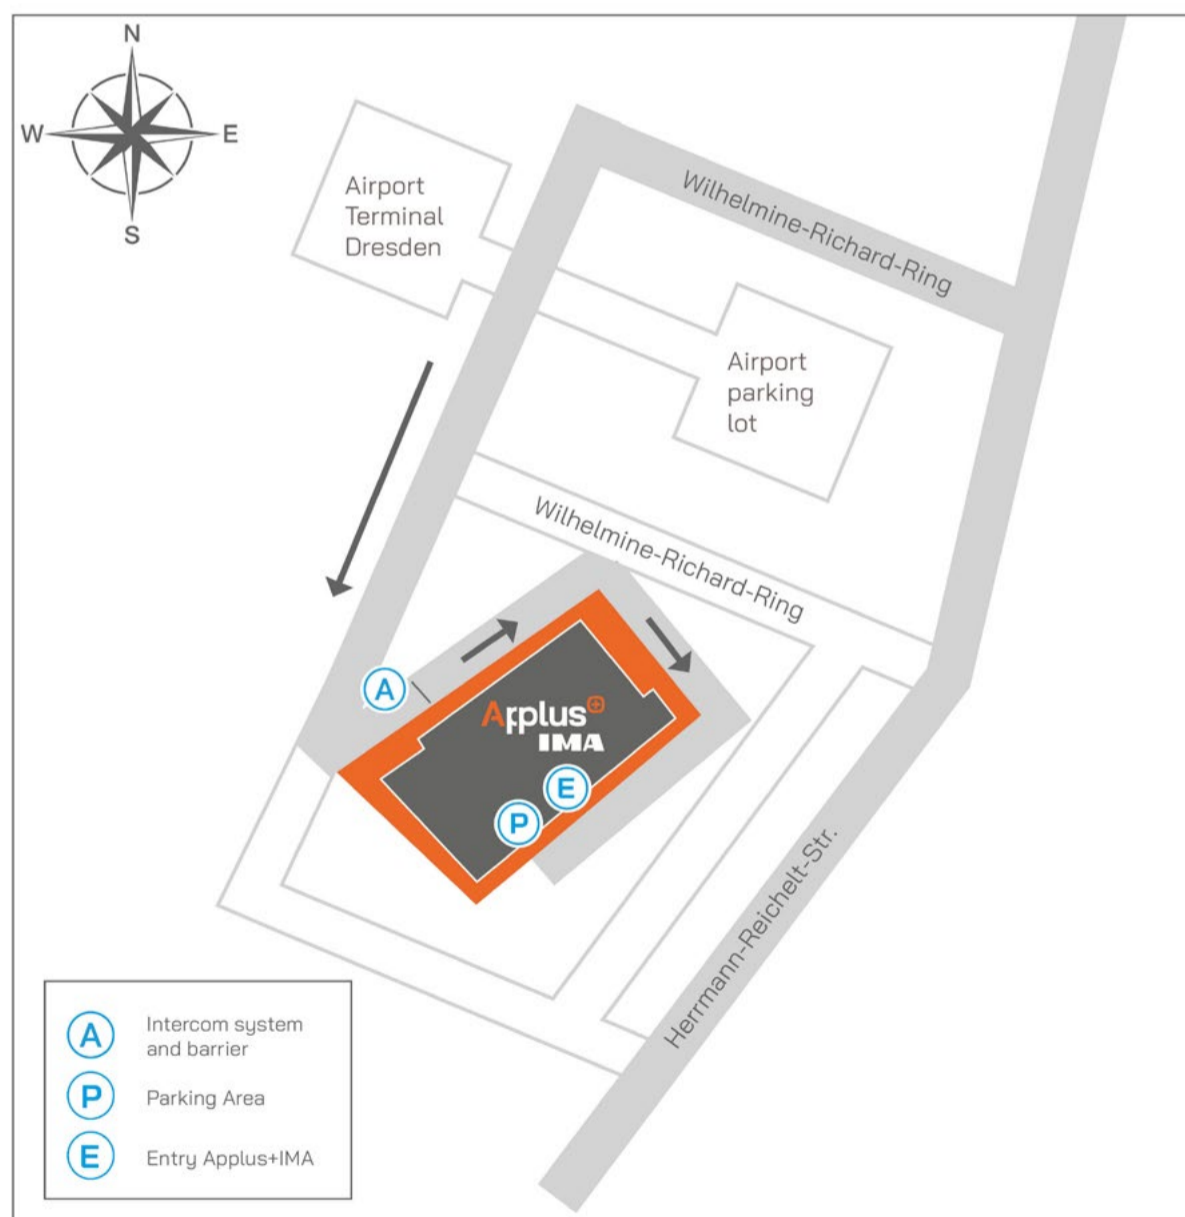 N
W
E
S
Airport
Terminal
Dresden
Wilhelmine-Richard-Ring
Airport
parking
lot
Wilhelmine-Richard-Ring
A
Applus+
IMA
E
P
Herrmann-Reichelt-Str.
A
Intercom system
and barrier
P
Parking Area
E
Entry Applus+IMA